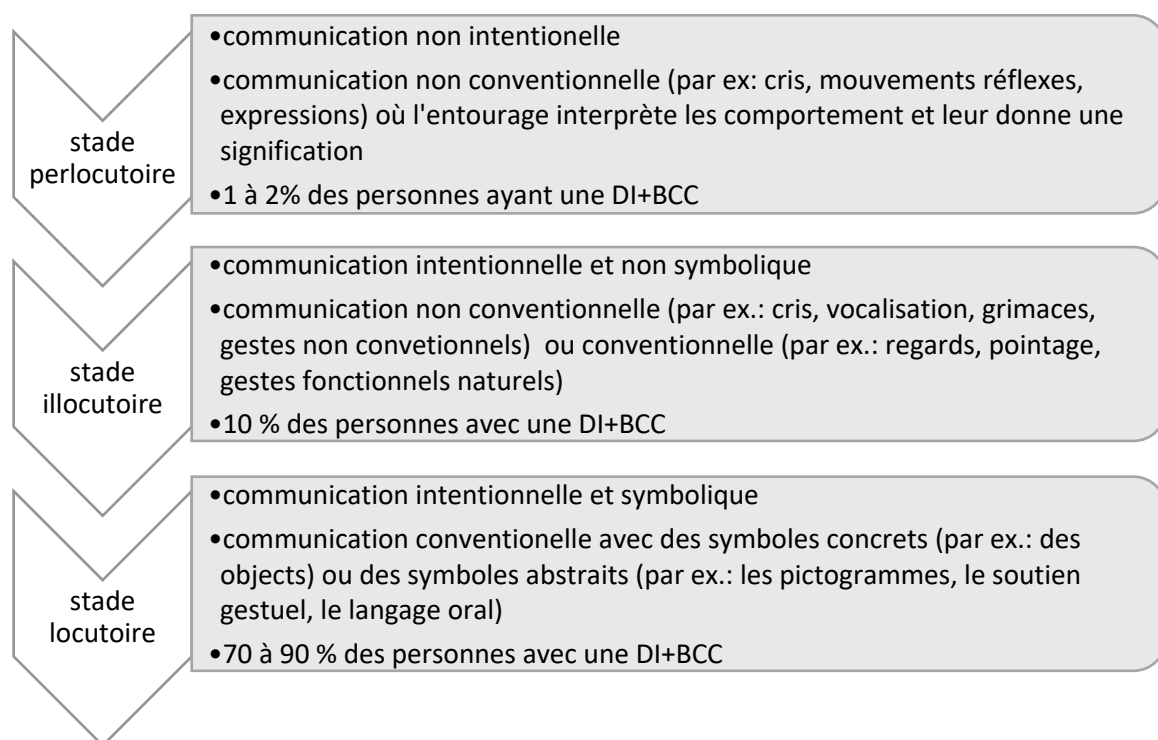 •communication non intentionelle
•communication non conventionnelle (par ex: cris, mouvements réflexes,
expressions) où l'entourage interprète les comportement et leur donne une
signification
•1 à 2% des personnes ayant une DI+BCC
stade
perlocutoire
•communication intentionnelle et non symbolique
•communication non conventionnelle (par ex.: cris, vocalisation, grimaces,
gestes non convetionnels) ou conventionnelle (par ex.: regards, pointage,
gestes fonctionnels naturels)
•10 % des personnes avec une DI+BCC
stade
illocutoire
•communication intentionnelle et symbolique
•communication conventionelle avec des symboles concrets (par ex.: des
objects) ou des symboles abstraits (par ex.: les pictogrammes, le soutien
gestuel, le langage oral)
•70 à 90 % des personnes avec une DI+BCC
stade
locutoire